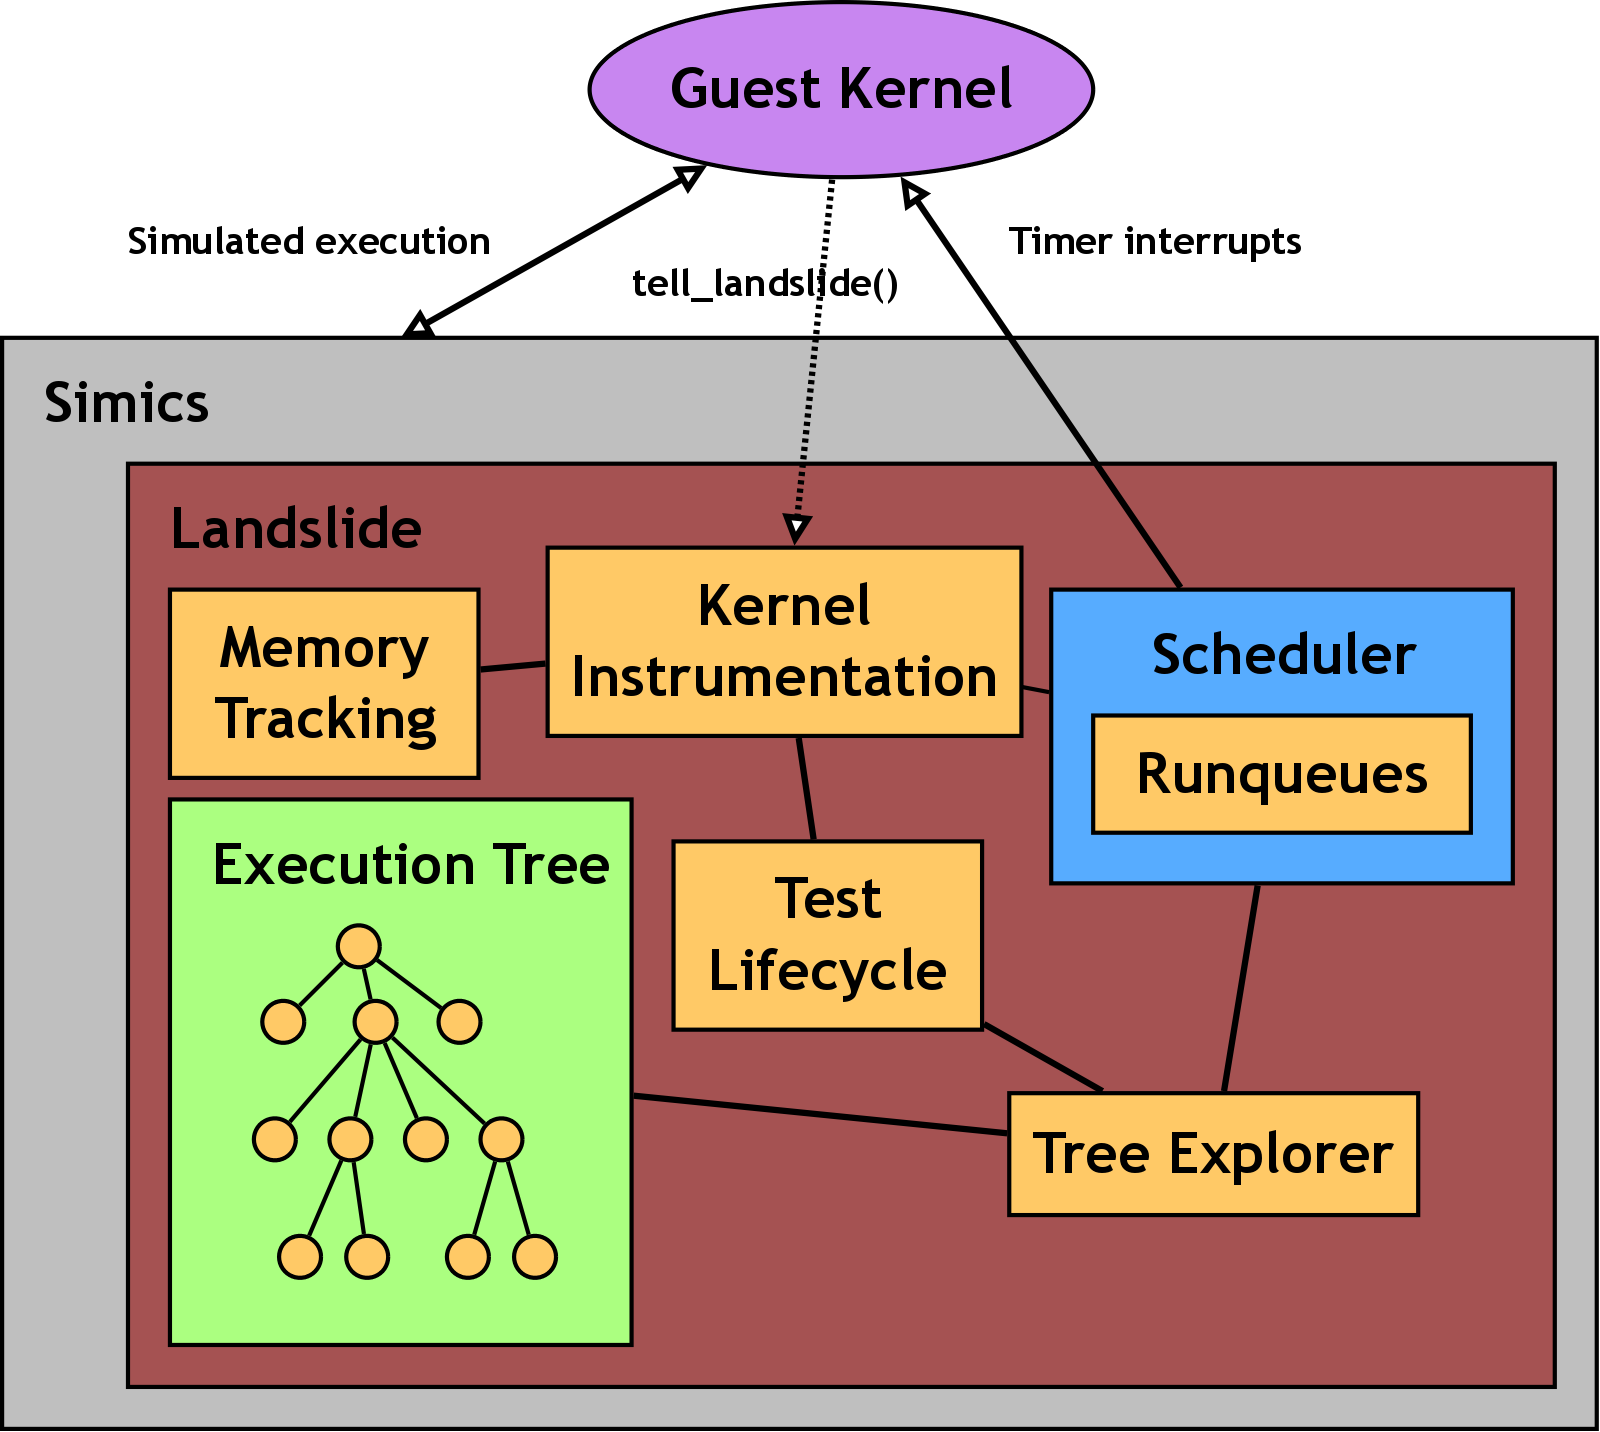 Guest Kernel
Simulated execution
Timer interrupts
tell_landslide()
Simics
Landslide
Kernel
Instrumentation
Memory
Tracking
Scheduler
Runqueues
Execution Tree
Test
Lifecycle
Tree Explorer